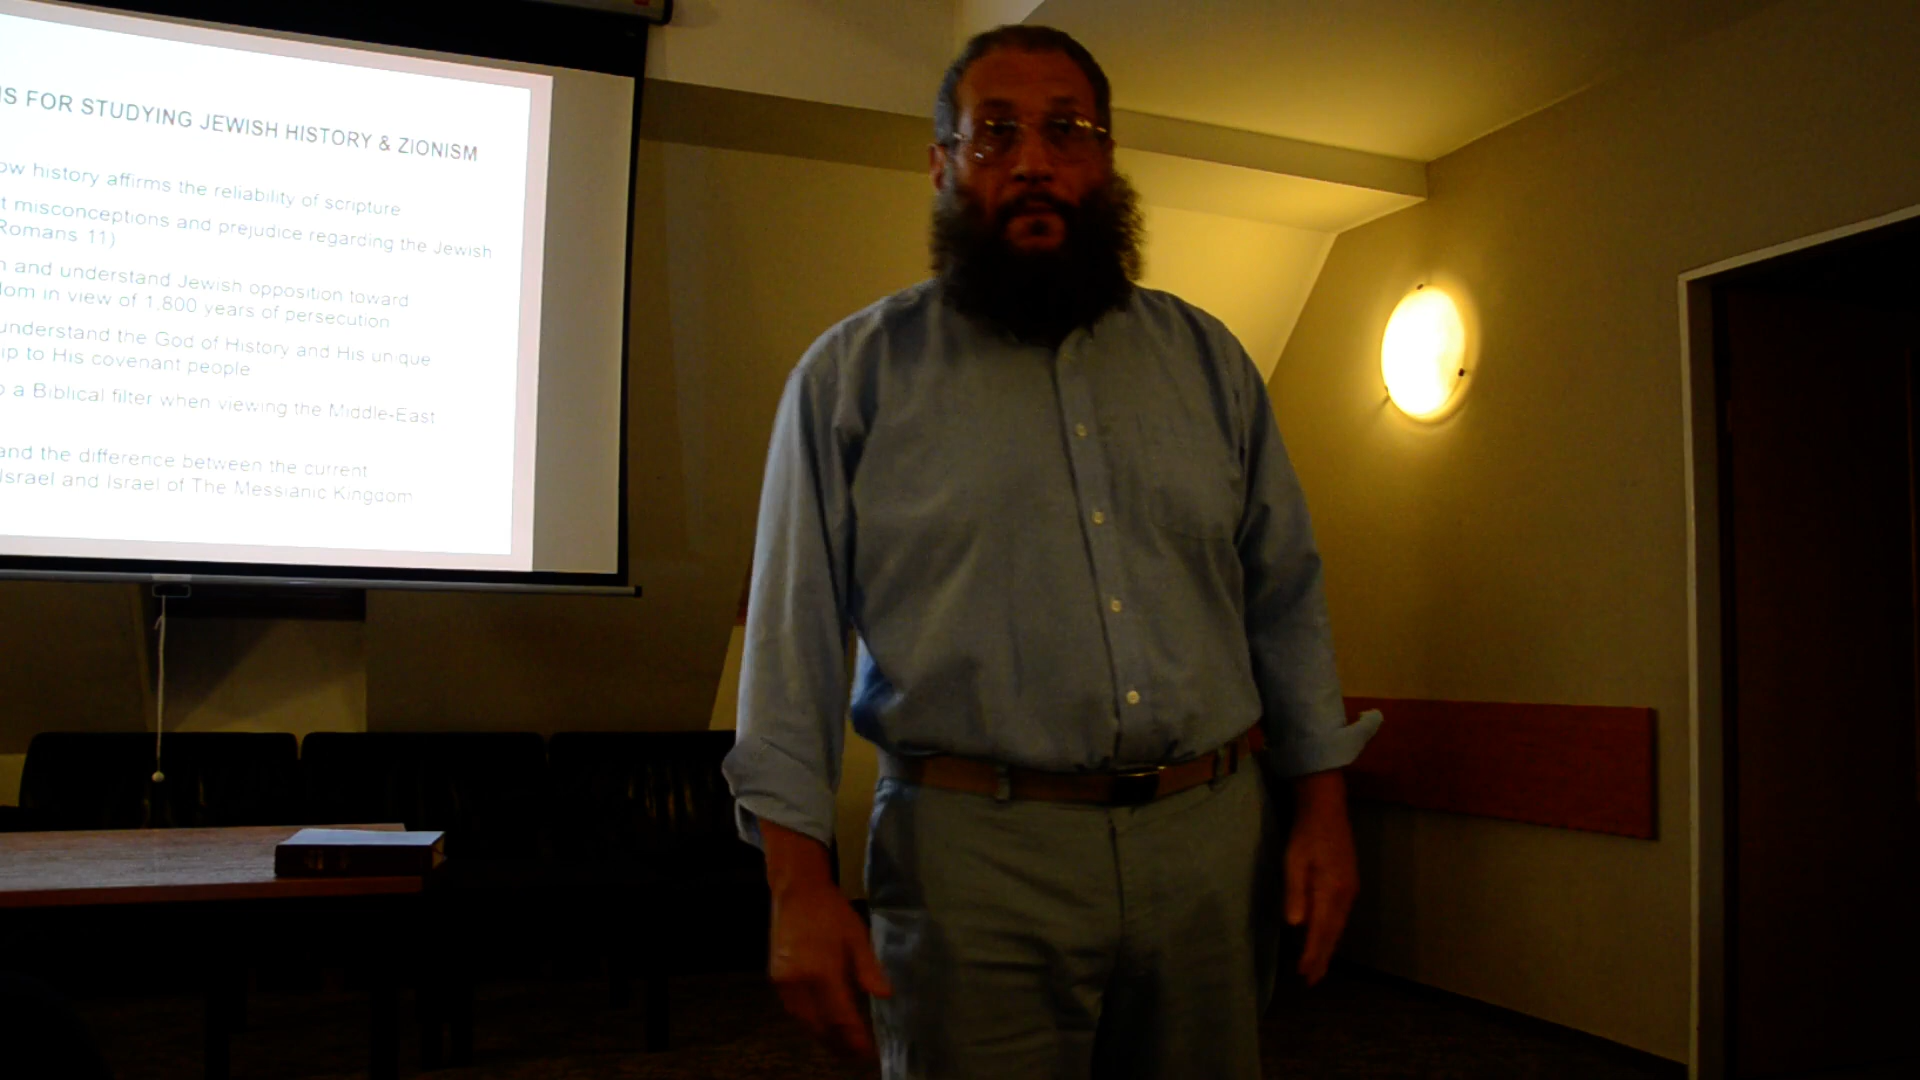 FOR STUDYING JEWISH HISTORY & ZIONISM
history affirms the reliability of scripture
misconceptions and prejudice regarding the Jewish
Romans 11)
and understand Jewish opposition toward
in view of 1,800 years of persecution
understand the God of History and His unique
to His covenant people
a Biblical filter when viewing the Middle-East
and the difference between the current
Israel and Israel of The Messianic Kingdom